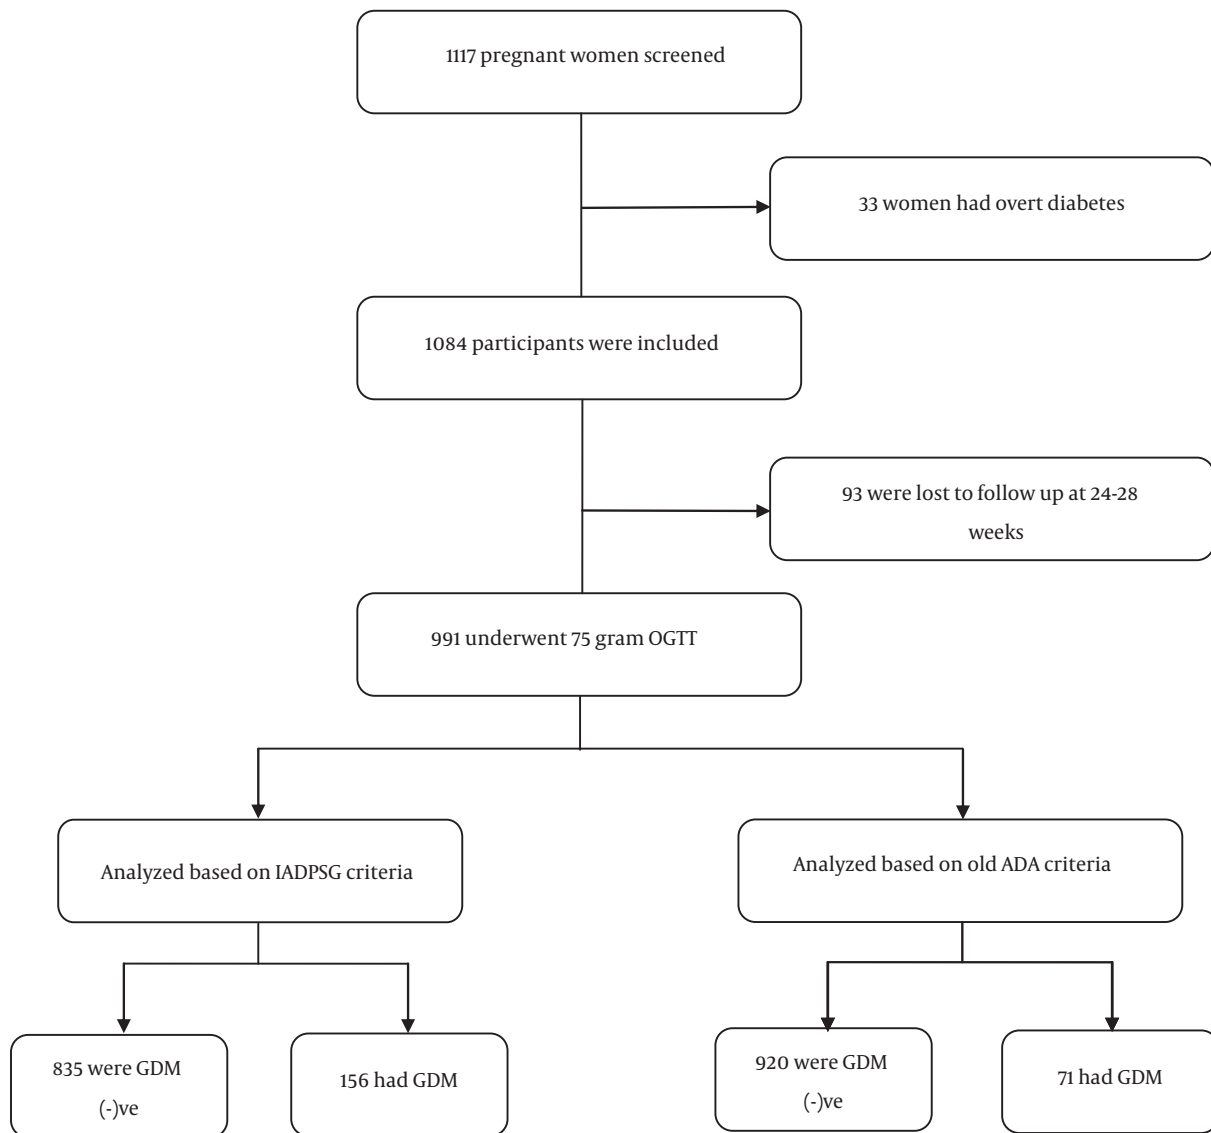 1117 pregnant women screened
33 women had overt diabetes
1084 participants were included
93 were lost to follow up at 24-28
weeks
991 underwent 75 gram OGTT
Analyzed based on IADPSG criteria
Analyzed based on old ADA criteria
835 were GDM
(-)ve
156 had GDM
920 were GDM
(-)ve
71 had GDM